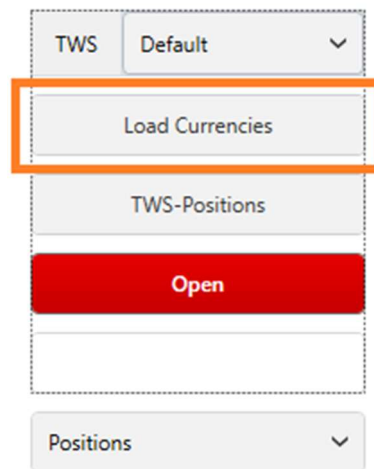 TWS Default
Load Currencies
TWS-Positions
Open
Positions